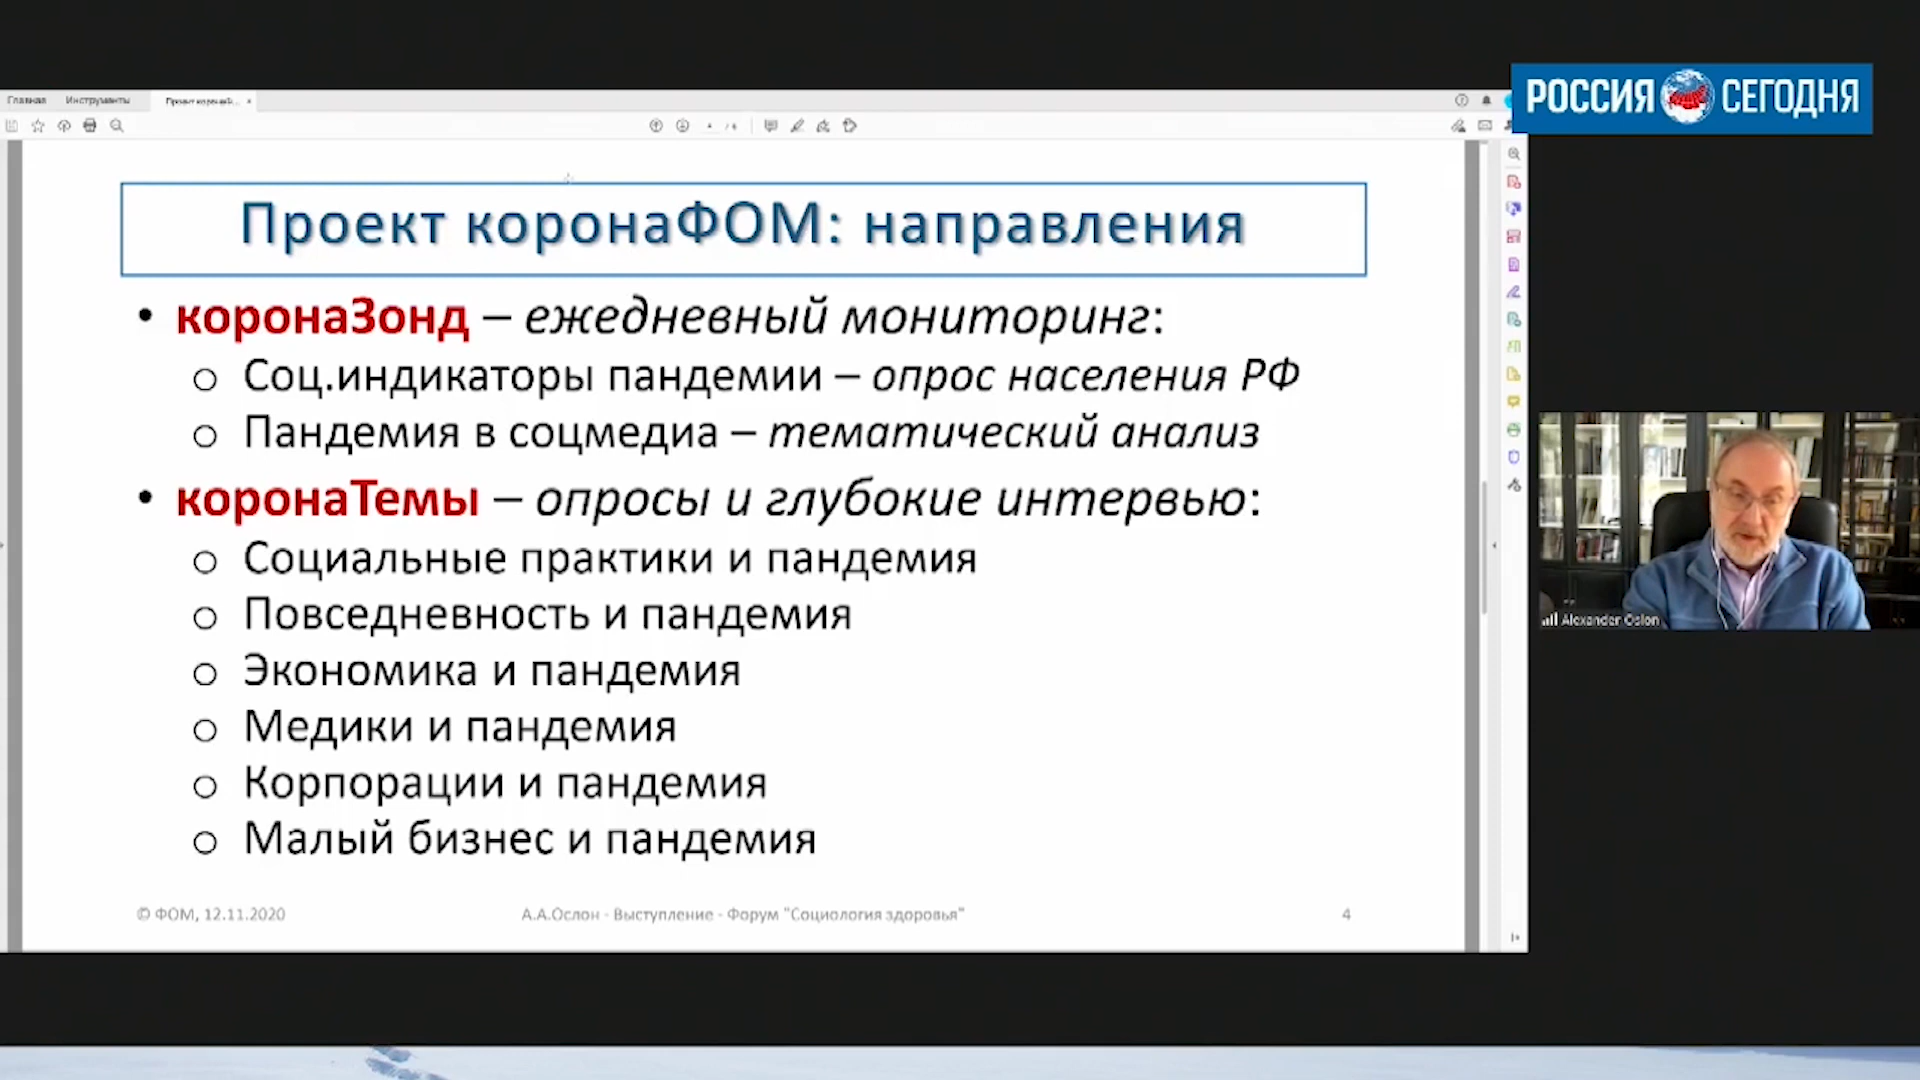 РОССИЯ СЕГОДНЯ
Главная Инструменты
Проект коронаФОМ: направления
• коронаЗонд – ежедневный мониторинг:
o Соц.индикаторы пандемии – опрос населения РФ
o Пандемия в соцмедиа – тематический анализ
• коронаТемы – опросы и глубокие интервью:
o Социальные практики и пандемия
o Повседневность и пандемия
o Экономика и пандемия
o Медики и пандемия
o Корпорации и пандемия
o Малый бизнес и пандемия
© ФОМ, 12.11.2020
А.А.Ослон - Выступление - Форум "Социология здоровья"
4
Alexander Oslon